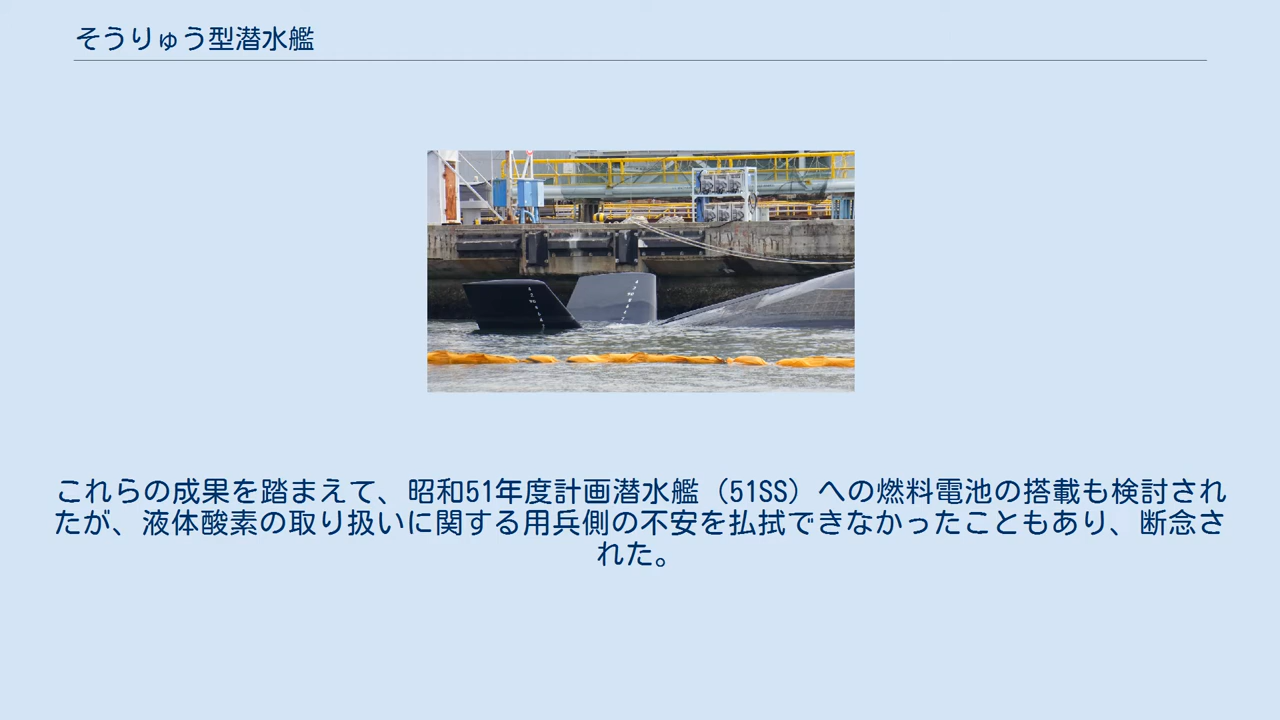 そうりゅう型潜水艦
これらの成果を踏まえて、昭和51年度計画潜水艦（51SS）への燃料電池の搭載も検討され
たが、液体酸素の取り扱いに関する用兵側の不安を払拭できなかったこともあり、断念さ
れた。